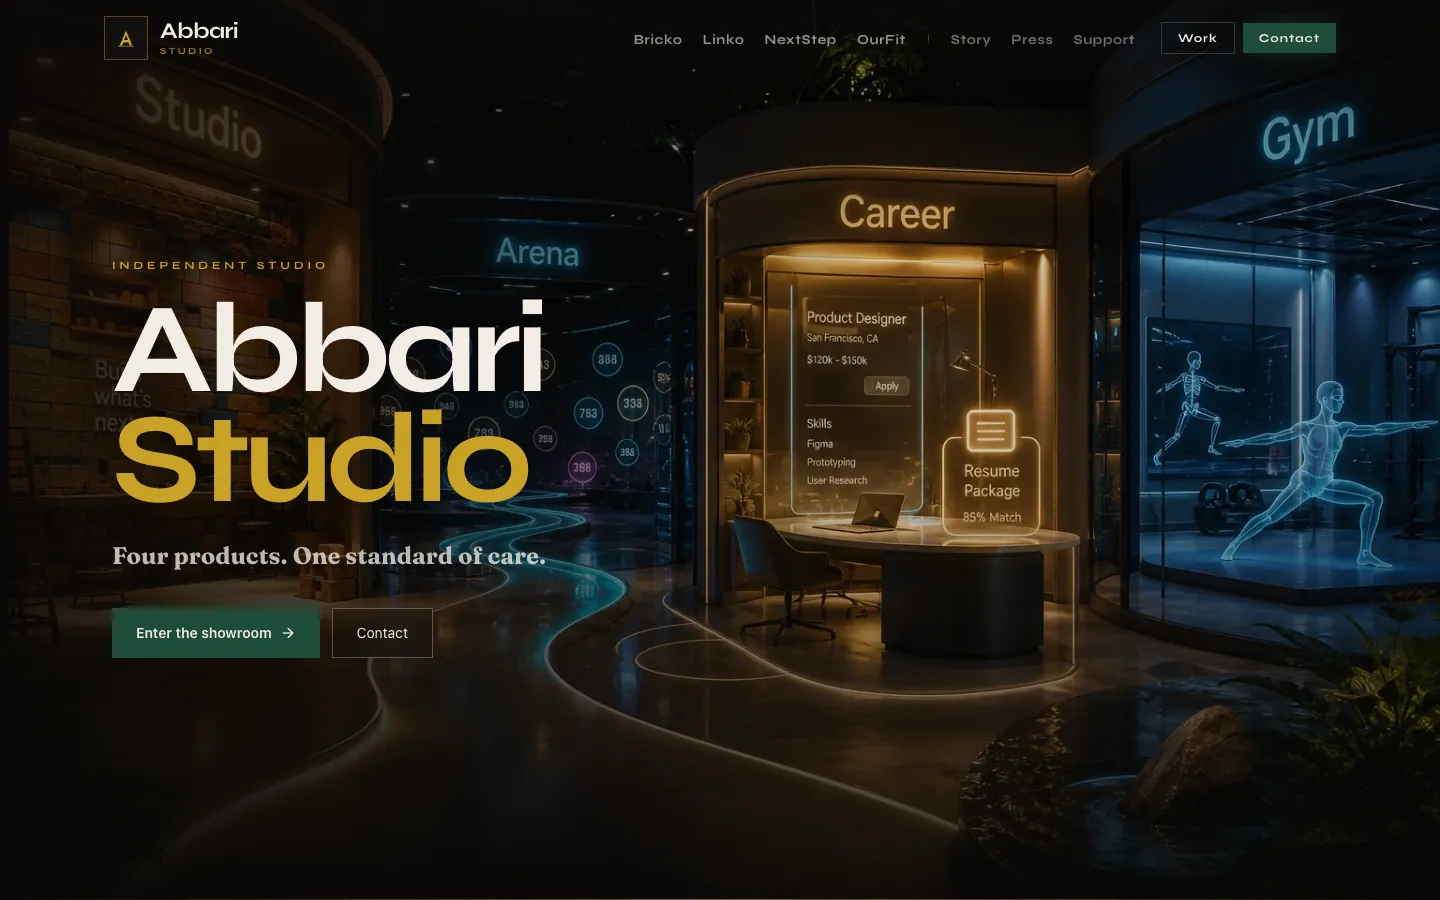 A
Abbari
STUDIO
Bricko
Linko
NextStep
OurFit
Story
Press
Support
Work
Contact
Studio
Arena
Career
Gym
INDEPENDENT STUDIO
Abbari
Studio
what's
Product Designer
San Francisco, CA
$120k - $150k
Apply
Skills
Figma
Prototyping
User Research
Resume
Package
85% Match
368
333
783
Four products. One standard of care.
Enter the showroom →
Contact